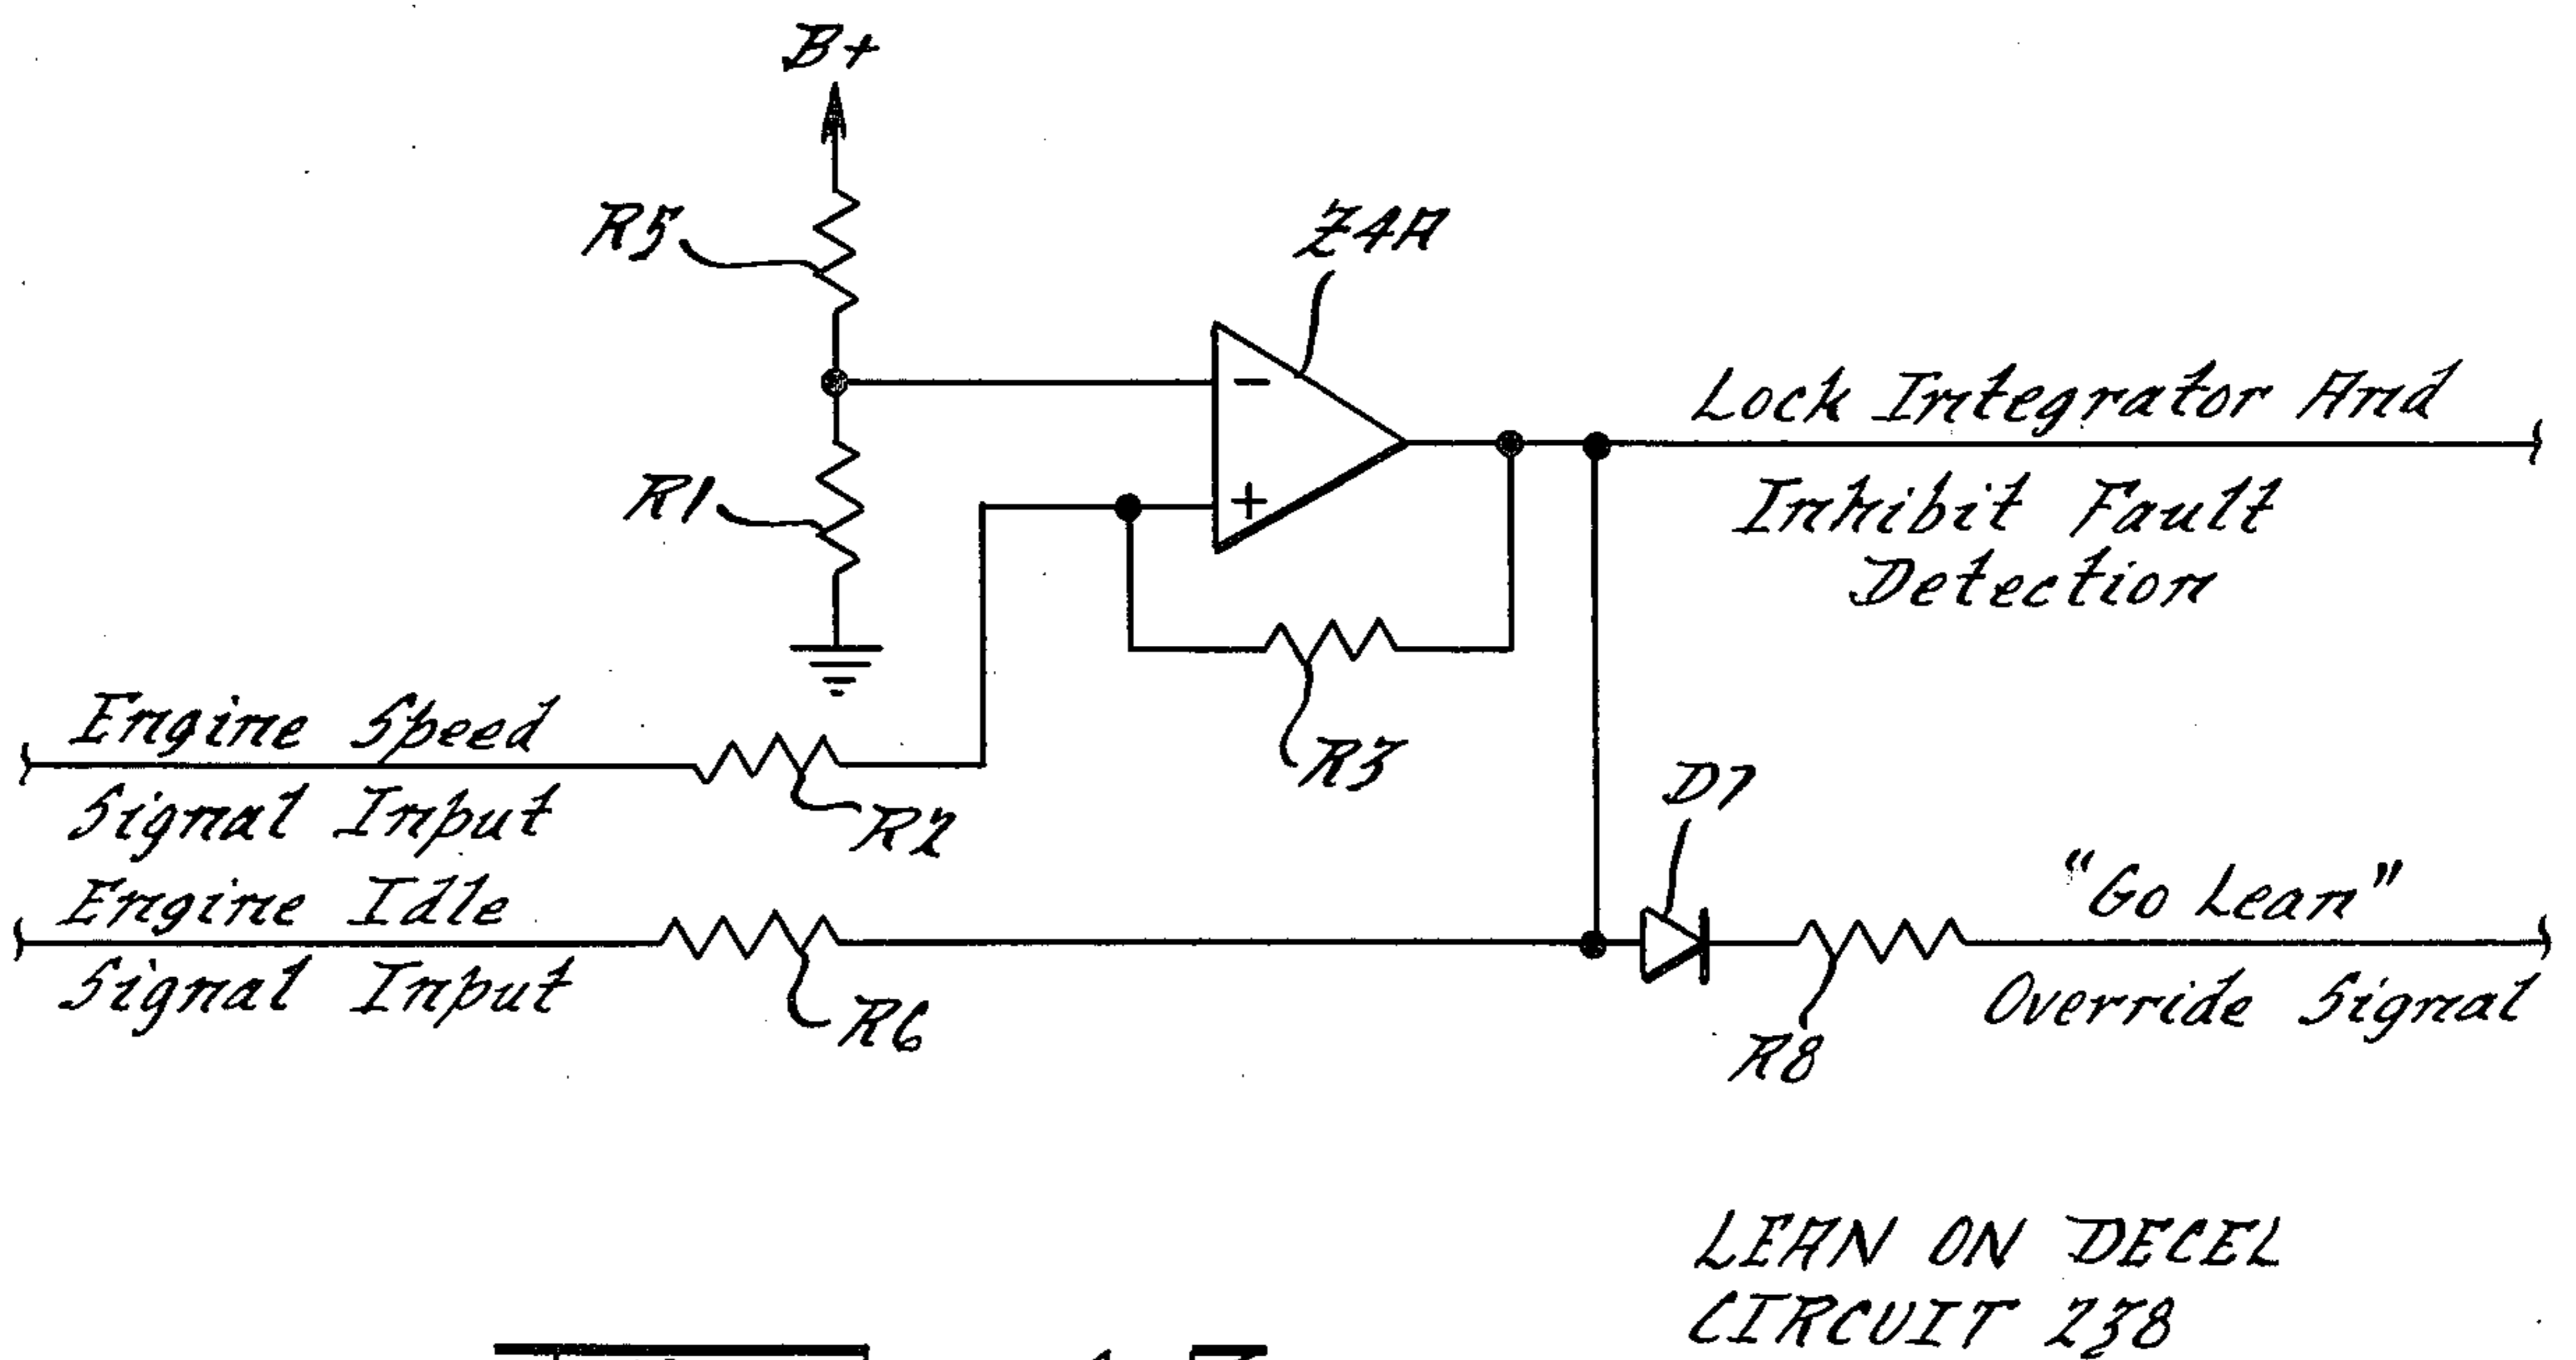 B+
R5
Z4A
-
Lock Integrator And
R1
+
Inhibit Fault
Detection
Engine Speed
R3
Signal Input
R2
D7
Engine Idle
"Go Lean"
Signal Input
R6
Override Signal
R8
LEAN ON DECEL
CIRCUIT 238